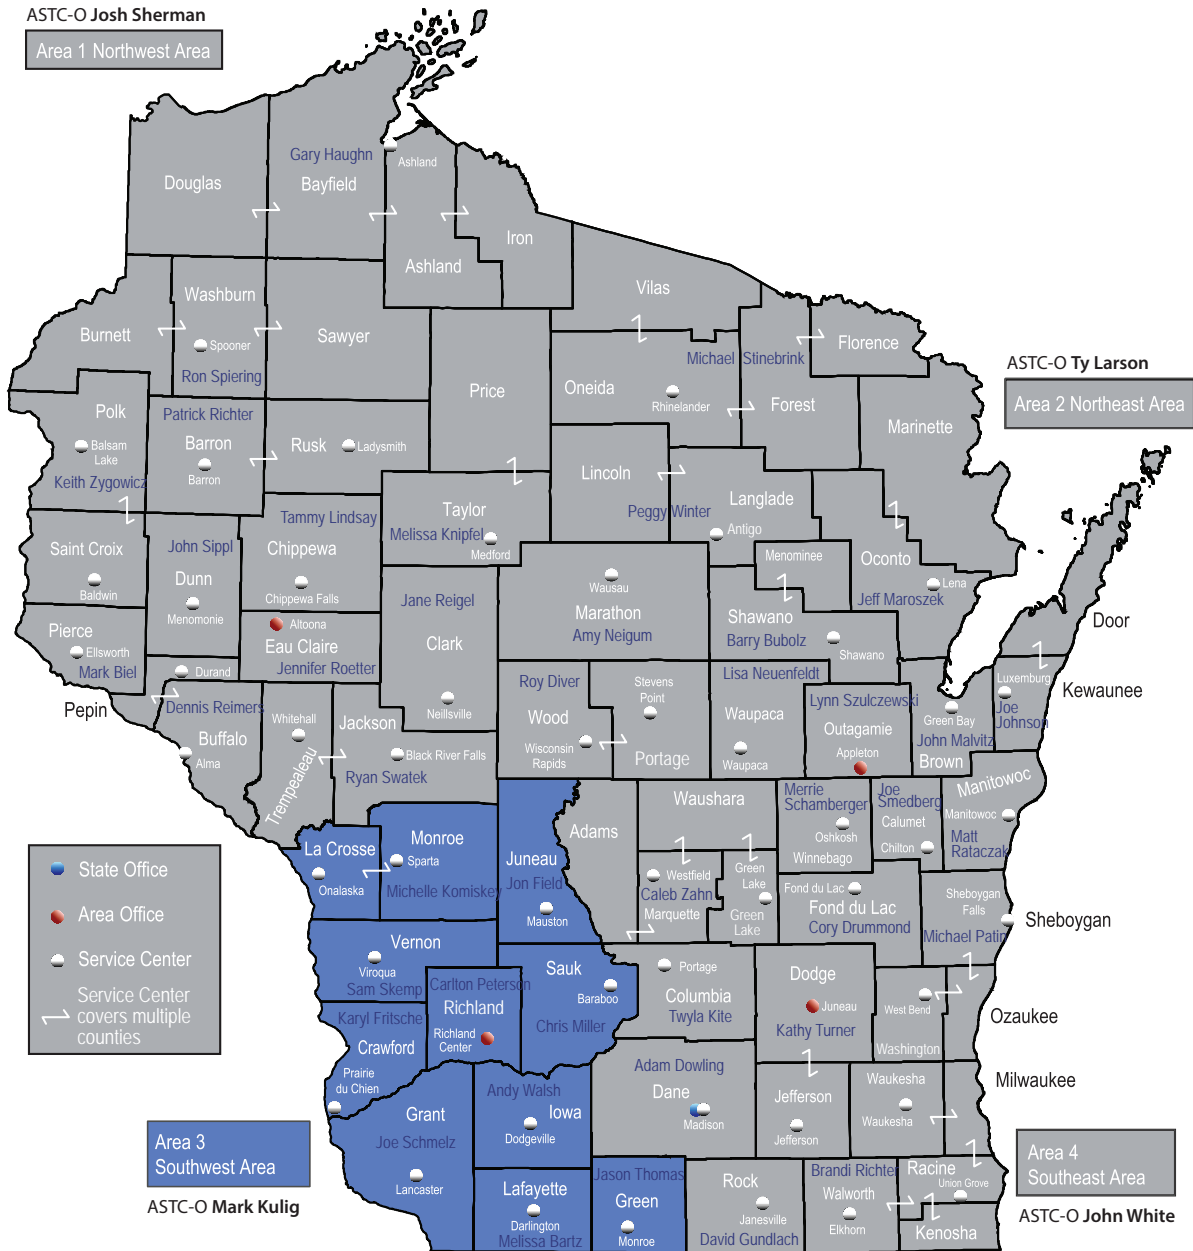 ASTC-O Josh Sherman
Area 1 Northwest Area
Gary Haughn
Ashland
Douglas
Bayfield
Iron
Ashland
Vilas
Washburn
Burnett
Sawyer
Spooner
Florence
Ron Spiering
Michael Stinebrink
ASTC-O Ty Larson
Area 2 Northeast Area
Price
Oneida
Rhinelander
Forest
Marinette
Polk
Patrick Richter
Balsam
Lake
Barron
Barron
Rusk
Ladysmith
Keith Zygowicz
Lincoln
Langlade
Peggy Winter
Antigo
Tammy Lindsay
Taylor
Melissa Knipfel
Medford
Saint Croix
Baldwin
John Sippl
Dunn
Menomonie
Chippewa
Chippewa Falls
Menominee
Oconto
Lena
Jeff Maroszek
Wausau
Marathon
Amy Neigum
Shawano
Barry Bubolz
Shawano
Jane Reigel
Clark
Neillsville
Pierce
Ellsworth
Mark Biel
Altoona
Eau Claire
Jennifer Roetter
Door
Durand
Pepin
Dennis Reimers
Buffalo
Alma
Whitehall
Trempealeau
Jackson
Black River Falls
Ryan Swatek
Roy Diver
Wood
Wisconsin
Rapids
Stevens
Point
Portage
Lisa Neuenfeldt
Waupaca
Waupaca
Lynn Szulczewski
Outagamie
Appleton
Green Bay
John Malvitz
Brown
Luxemburg
Joe
Johnson
Kewaunee
Manitowoc
Manitowoc
Matt
Rataczak
Waushara
Merrie
Schamberger
Oshkosh
Winnebago
Joe
Smedberg
Calumet
Chilton
Adams
Monroe
Sparta
Michelle Komiskey
La Crosse
Onalaska
Juneau
Jon Field
Mauston
Westfield
Caleb Zahn
Marquette
Green
Lake
Green
Lake
Fond du Lac
Fond du Lac
Cory Drummond
Sheboygan
Falls
Michael Patin
Sheboygan
State Office
Area Office
Service Center
Service Center
covers multiple
counties
Vernon
Viroqua
Sam Skemp
Carlton Peterson
Richland
Richland
Center
Sauk
Baraboo
Chris Miller
Portage
Columbia
Twyla Kite
Dodge
Juneau
Kathy Turner
West Bend
Washington
Ozaukee
Karyl Fritsche
Crawford
Prairie
du Chien
Adam Dowling
Dane
Madison
Jefferson
Jefferson
Waukesha
Waukesha
Milwaukee
Grant
Joe Schmelz
Lancaster
Andy Walsh
Iowa
Dodgeville
Area 3
Southwest Area
ASTC-O Mark Kulig
Lafayette
Darlington
Melissa Bartz
Jason Thomas
Green
Monroe
Rock
Janesville
David Gundlach
Brandi Richter
Walworth
Elkhorn
Racine
Union Grove
Kenosha
Area 4
Southeast Area
ASTC-O John White